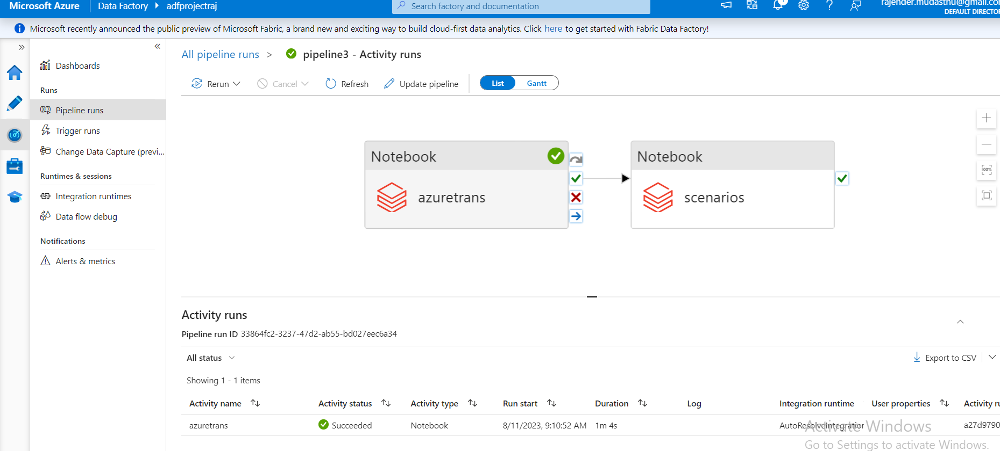 Microsoft Azure
Data Factory
adfprojectraj
Search factory and documentation
rajender.mudasthu@gmail.co
DEFAULT DIRECTO
Microsoft recently announced the public preview of Microsoft Fabric, a brand new and exciting way to build cloud-first data analytics. Click here to get started with Fabric Data Factory!
»
«
Dashboards
Runs
Pipeline runs
Trigger runs
Change Data Capture (previ...
Runtimes & sessions
Integration runtimes
Data flow debug
Notifications
Alerts & metrics
All pipeline runs > pipeline3 - Activity runs
Rerun
Cancel
Refresh
Update pipeline
List
Gantt
Notebook
azuretrans
Notebook
scenarios
100%
Activity runs
Pipeline run ID 33864fc2-3237-47d2-ab55-bd027eec6a34
All status
Export to CSV
Showing 1 - 1 items
Activity name Activity status Activity type Run start Duration Log Integration runtime User properties Activity ru
azuretrans Succeeded Notebook 8/11/2023, 9:10:52 AM 1m 4s AutoResolveIntegration a27d9790
Activate Windows
Go to Settings to activate Windows.